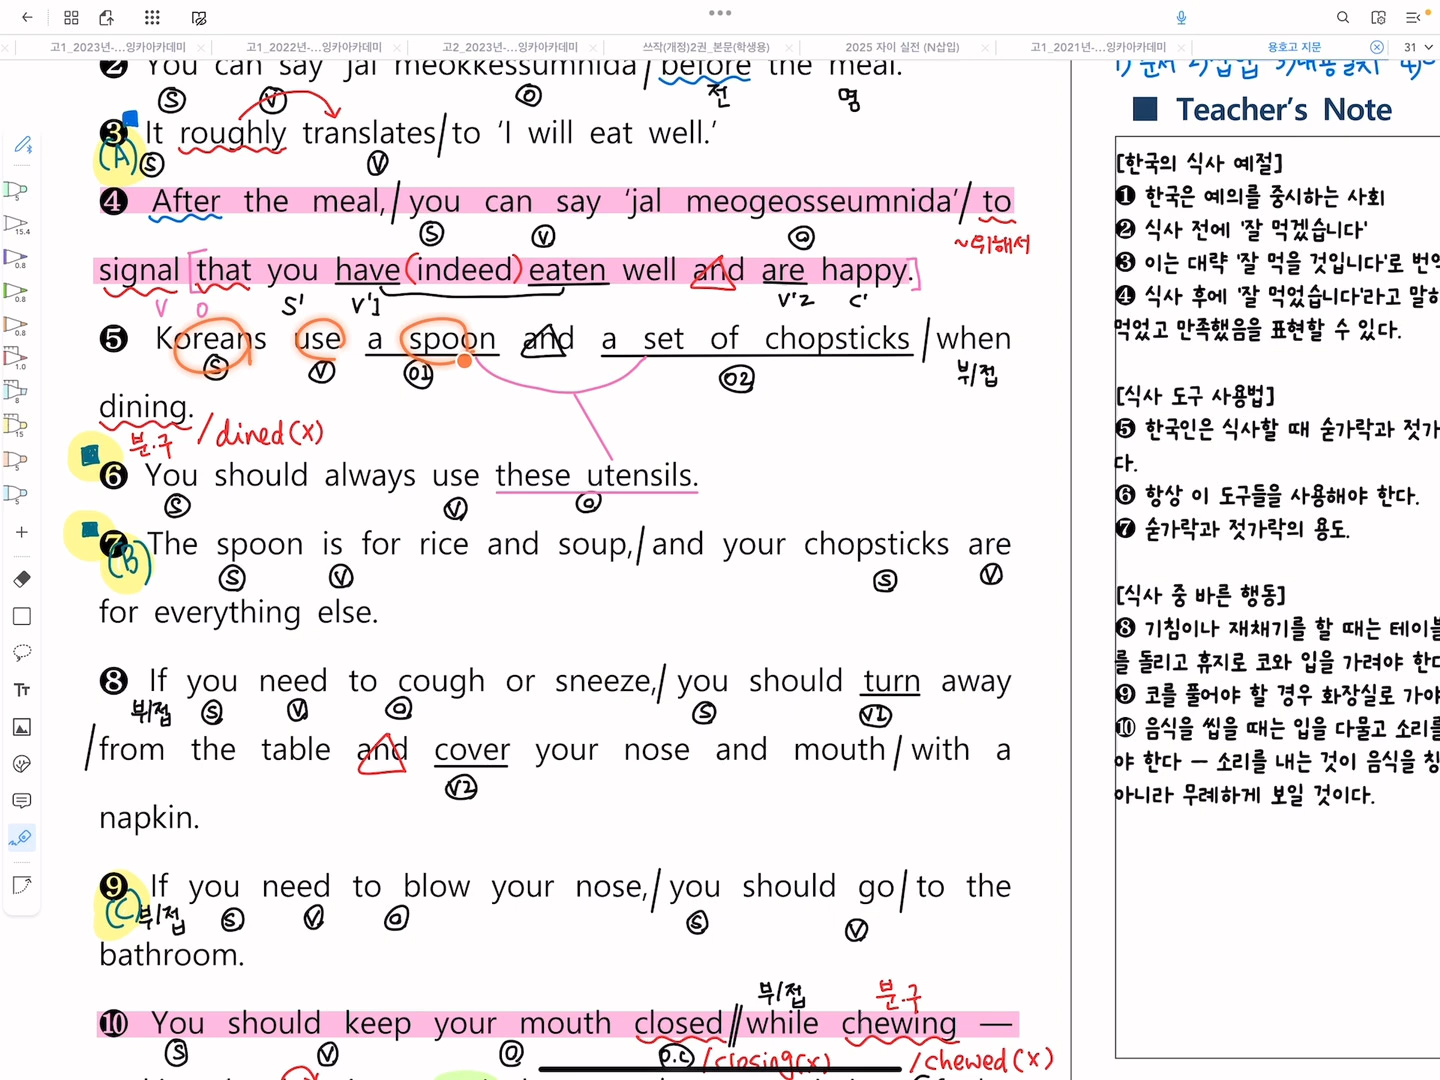 고1_2023년-...잉카아카데미 고1_2022년-...잉카아카데미 고2_2023년-...잉카아카데미 쓰작(개정)2권_본문(학생용) 2025 자이 실전 (N삽입) 고1_2021년-...잉카아카데미 용호고 지문 31
❷ You can say 'jal meokkessumnida / before the meal.
Ⓢ Ⓥ Ⓞ 전 명
❸ It roughly translates / to ‘I will eat well.’
(A) Ⓢ Ⓥ
❹ After the meal, / you can say ‘jal meogeosseumnida’ / to
Ⓢ Ⓥ Ⓞ ~위해서
signal [that you have (indeed) eaten well and are happy.]
V O S' V'1 V'2 C'
❺ Koreans use a spoon and a set of chopsticks / when
Ⓢ Ⓥ O1 O2 부/접
dining.
분.구 / dined(X)
❻ You should always use these utensils.
Ⓢ Ⓥ Ⓞ
❼ The spoon is for rice and soup, / and your chopsticks are
(B) Ⓢ Ⓥ Ⓢ Ⓥ
for everything else.
❽ If you need to cough or sneeze, / you should turn away
부/접 Ⓢ Ⓥ Ⓞ Ⓢ V1
/ from the table and cover your nose and mouth / with a
V2
napkin.
❾ If you need to blow your nose, / you should go / to the
(C) 부/접 Ⓢ Ⓥ Ⓞ Ⓢ Ⓥ
bathroom.
부/접 분.구
❿ You should keep your mouth closed // while chewing —
Ⓢ Ⓥ Ⓞ O.C / closing(x) / chewed(x)
■ Teacher’s Note
[한국의 식사 예절]
❶ 한국은 예의를 중시하는 사회
❷ 식사 전에 '잘 먹겠습니다'
❸ 이는 대략 '잘 먹을 것입니다'로 번역
❹ 식사 후에 '잘 먹었습니다'라고 말하
먹었고 만족했음을 표현할 수 있다.
[식사 도구 사용법]
❺ 한국인은 식사할 때 숟가락과 젓가
다.
❻ 항상 이 도구들을 사용해야 한다.
❼ 숟가락과 젓가락의 용도.
[식사 중 바른 행동]
❽ 기침이나 재채기를 할 때는 테이블
를 돌리고 휴지로 코와 입을 가려야 한다
❾ 코를 풀어야 할 경우 화장실로 가야
❿ 음식을 씹을 때는 입을 다물고 소리를
야 한다 — 소리를 내는 것이 음식을 칭
아니라 무례하게 보일 것이다.